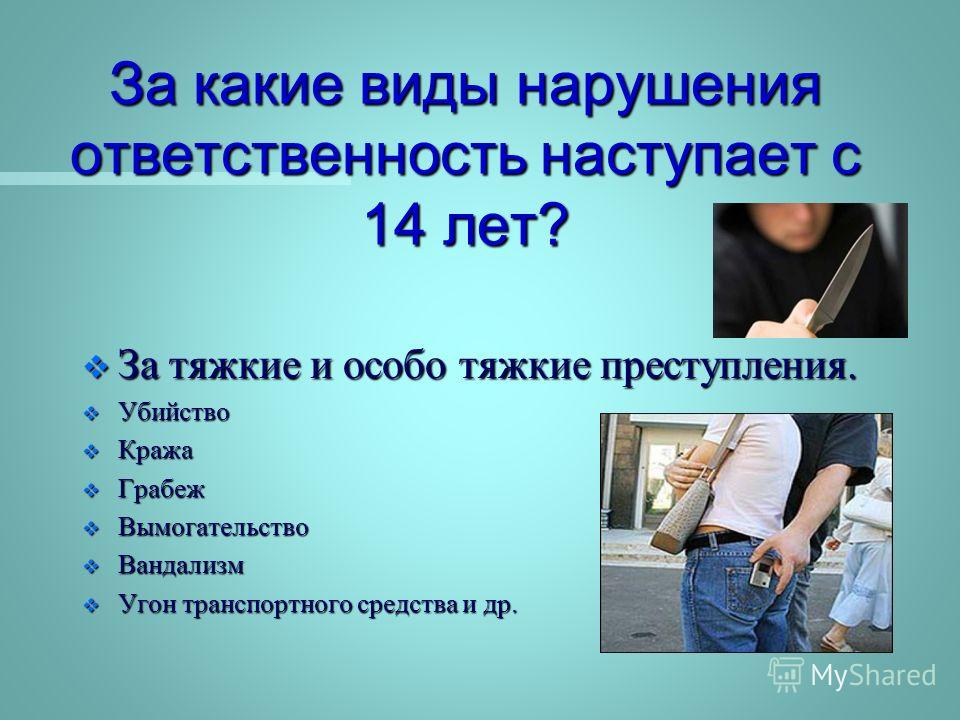 За какие виды нарушения
ответственность наступает с
14 лет?
За тяжкие и особо тяжкие преступления.
Убийство
Кража
Грабеж
Вымогательство
Вандализм
Угон транспортного средства и др.
MyShared